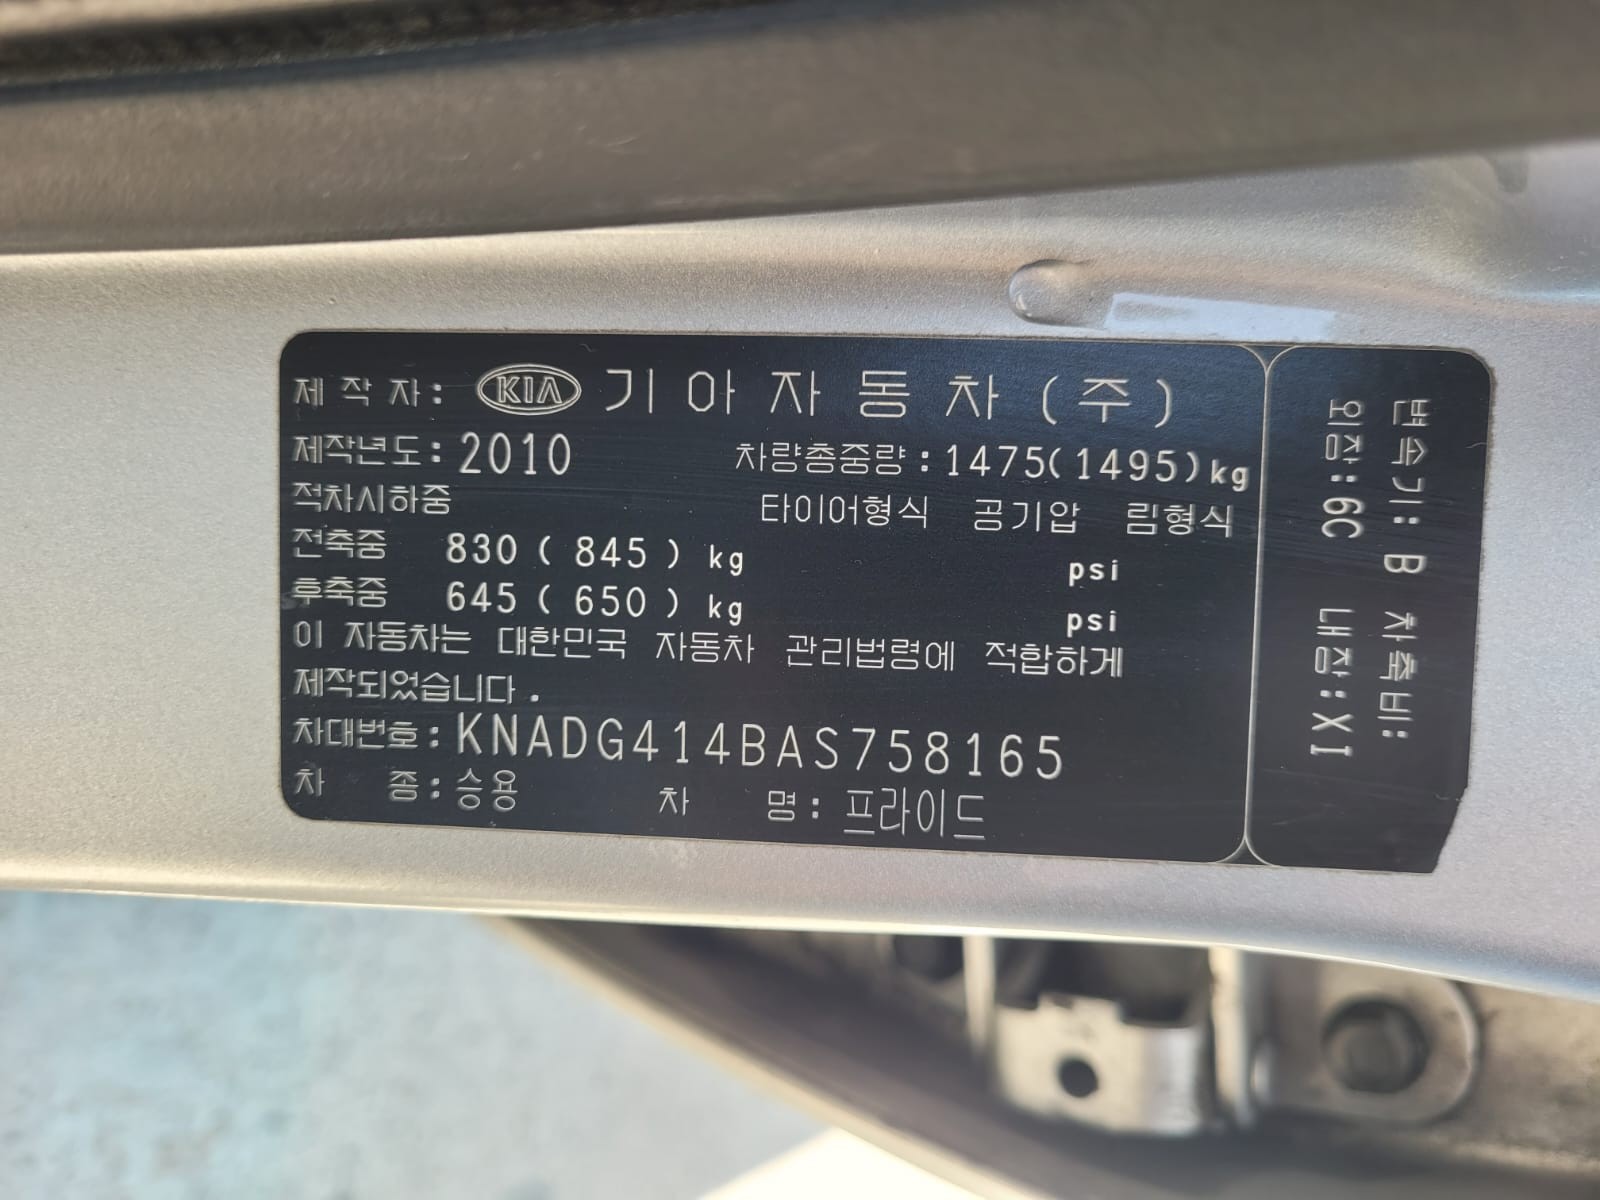 제 작 자 : KIA 기 아 자 동 차 ( 주 )
제작년도 : 2010 차량총중량 : 1475(1495)kg
적차시하중 타이어형식 공기압 림형식
전축중 830 ( 845 ) kg psi
후축중 645 ( 650 ) kg psi
이 자동차는 대한민국 자동차 관리법령에 적합하게
제작되었습니다 .
차대번호 : KNADG414BAS758165
차 종 : 승용 차 명 : 프라이드
변속기: B 차축비:
외장:6C 내장:XI